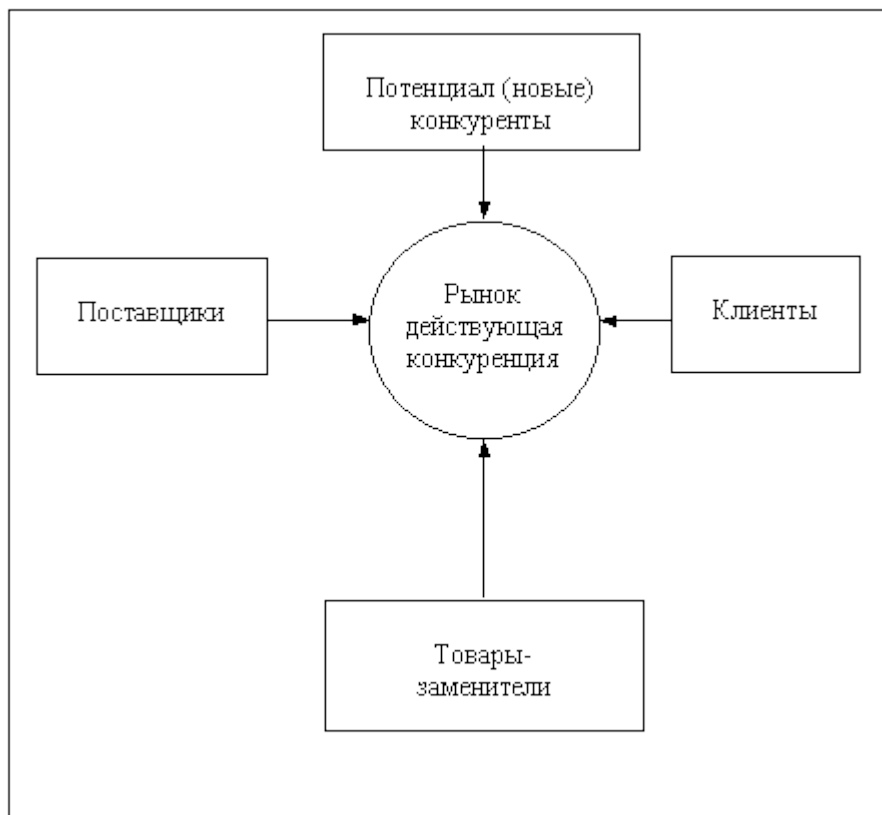 Потенциал (новые)
конкуренты
Поставщики
Рынок
действующая
конкуренция
Клиенты
Товары-
заменители